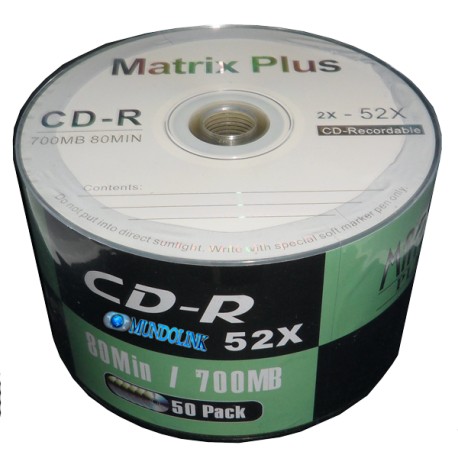 Matrix Plus
CD-R
2X - 52X
700MB 80MIN
CD-Recordable
Contents:
Do not put into direct sunlight. Write with special soft marker pen only.
CD-R
MUNDOLINK
52X
80Min / 700MB
50 Pack